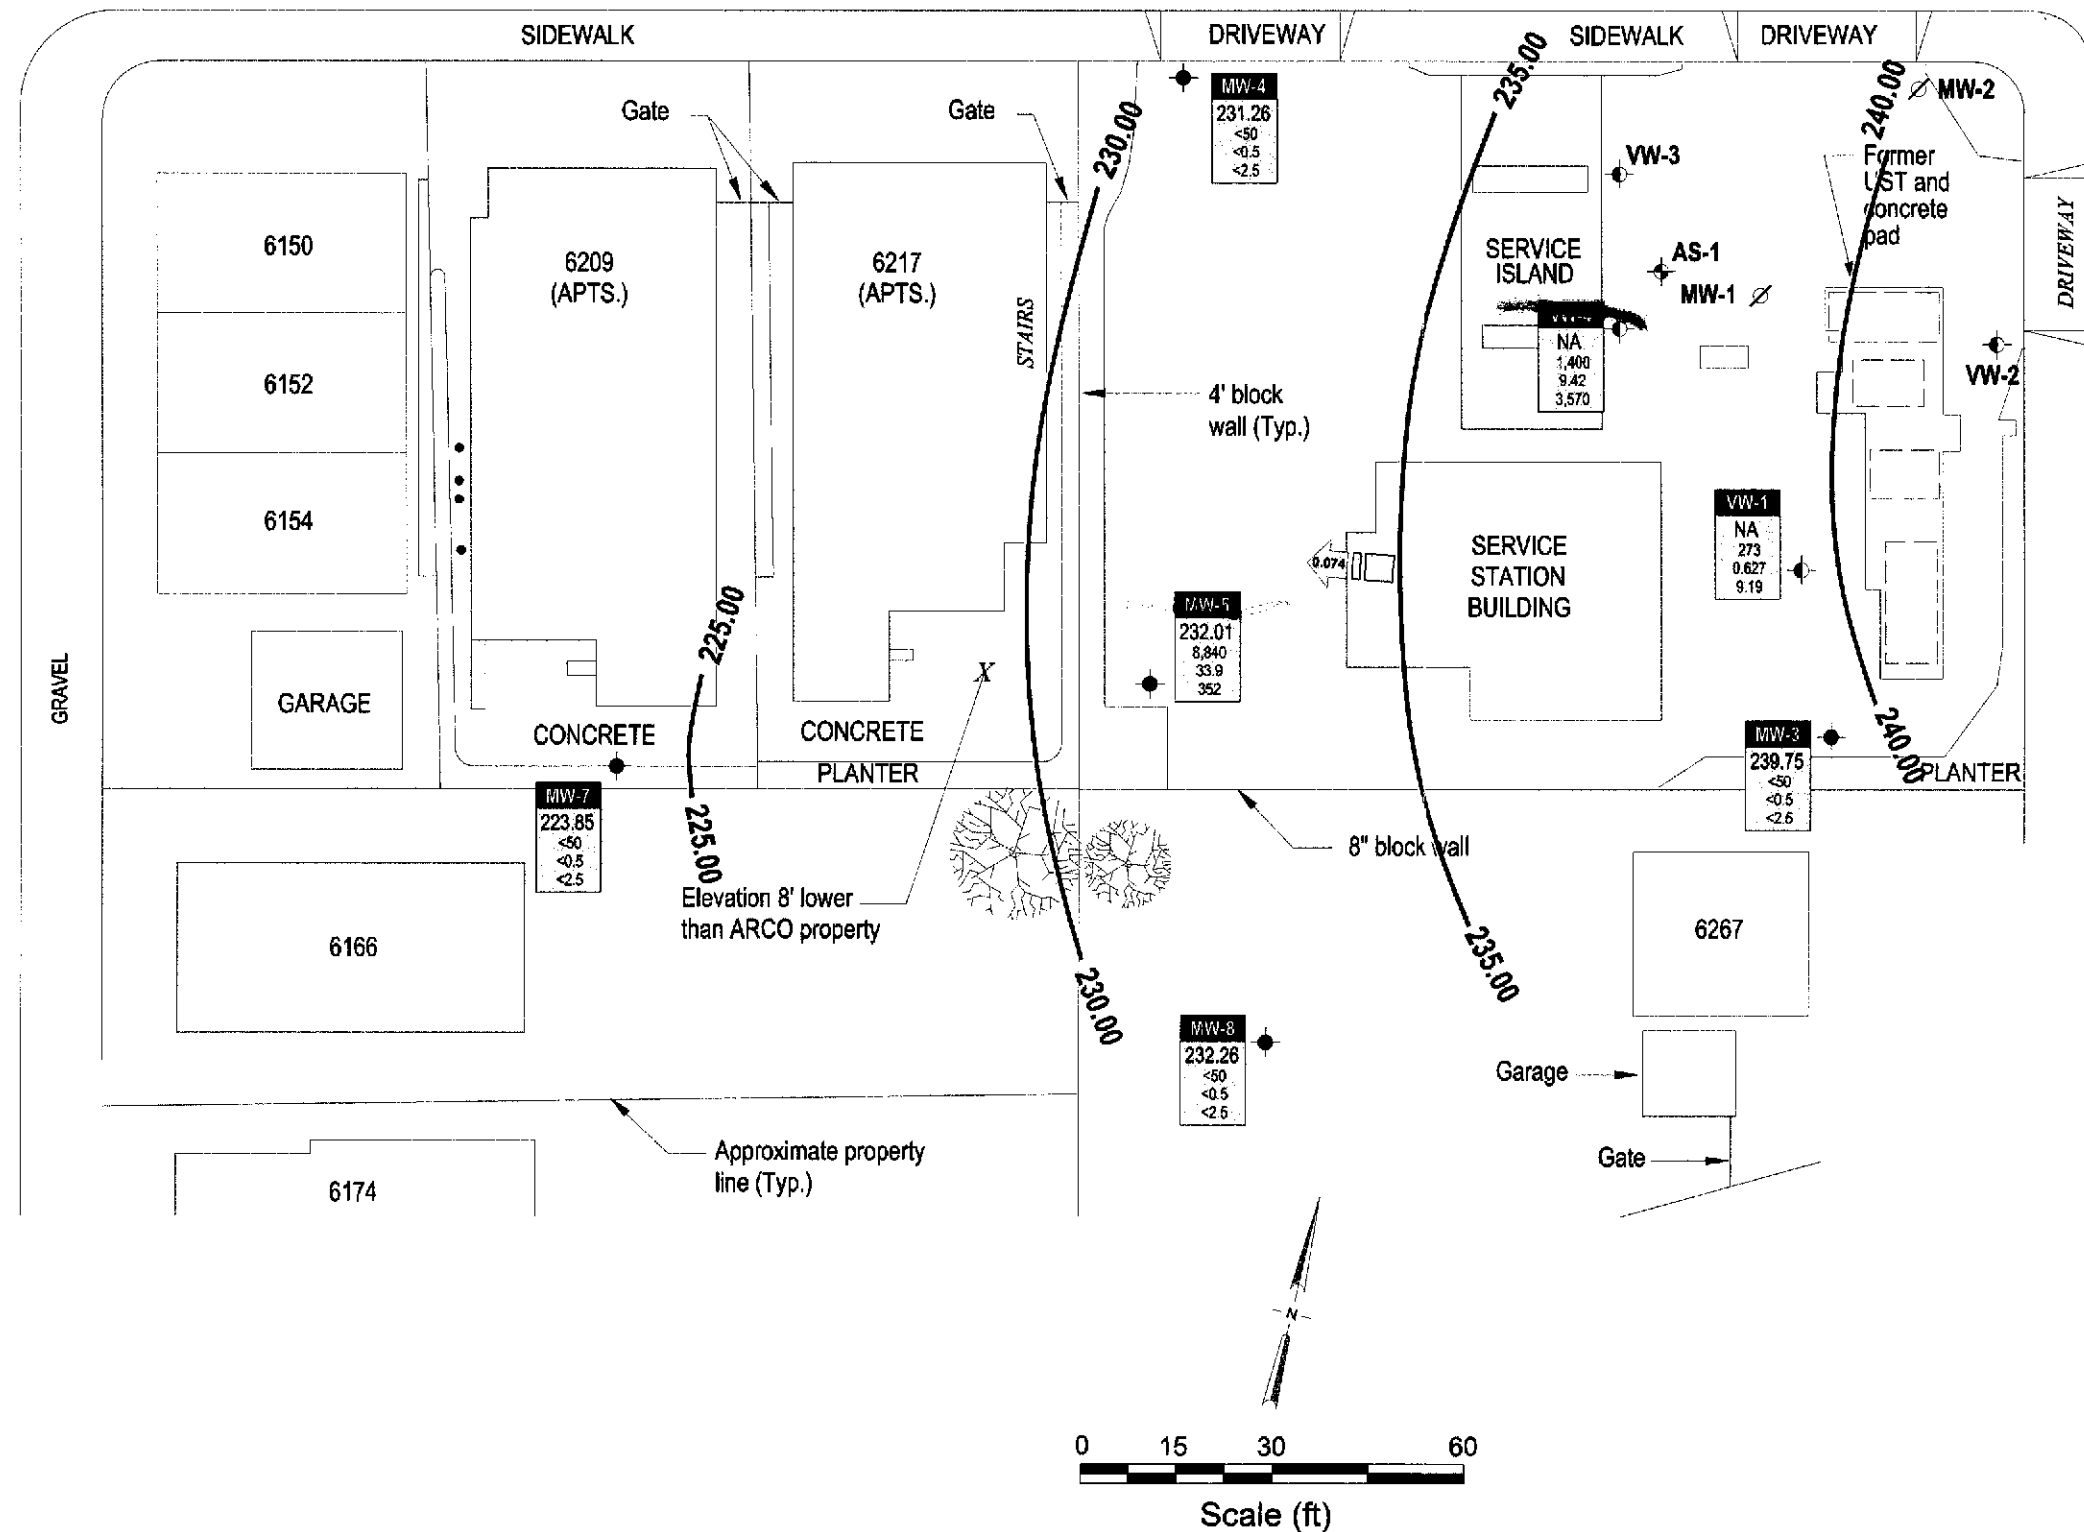 SIDEWALK
DRIVEWAY
SIDEWALK
DRIVEWAY
Gate
Gate
230.00
MW-4
231.26
<50
<0.5
<2.5
235.00
240.00
MW-2
VW-3
Former
UST and
concrete
pad
DRIVEWAY
6150
6209
(APTS.)
6217
(APTS.)
STAIRS
SERVICE
ISLAND
AS-1
MW-1
NA
1,400
9.42
3,570
VW-2
6152
4' block
wall (Typ.)
6154
VW-1
NA
273
0.627
9.19
0.074
SERVICE
STATION
BUILDING
MW-5
232.01
8,840
33.9
352
225.00
GRAVEL
GARAGE
X
CONCRETE
CONCRETE
PLANTER
MW-3
239.75
<50
<0.5
<2.5
240.00
PLANTER
MW-7
223.85
<50
<0.5
<2.5
225.00
8" block wall
Elevation 8' lower
than ARCO property
6166
6267
230.00
235.00
MW-8
232.26
<50
<0.5
<2.5
Garage
Gate
Approximate property
line (Typ.)
6174
N
0 15 30 60
Scale (ft)